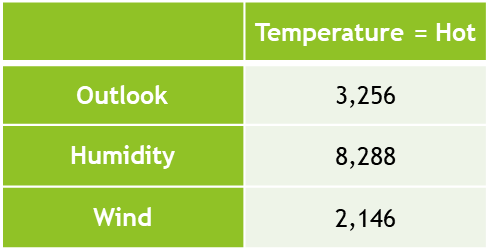 Temperature = Hot
Outlook 3,256
Humidity 8,288
Wind 2,146